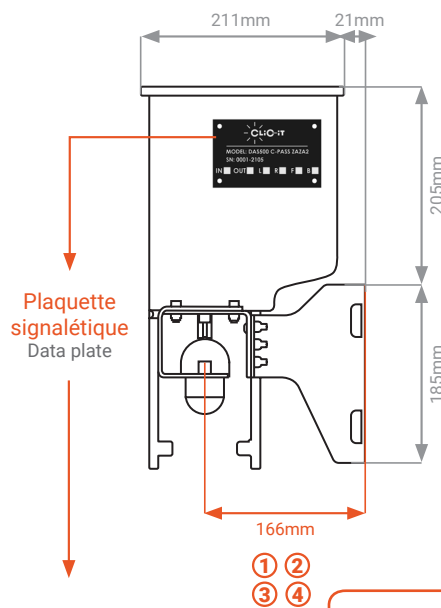 211mm
21mm
CLiC-iT
MODEL: DAS500 C-PASS 2A2A2
SN: 0001-2105
IN OUT L R F B
205mm
Plaquette
signalétique
Data plate
185mm
166mm
1 2
3 4